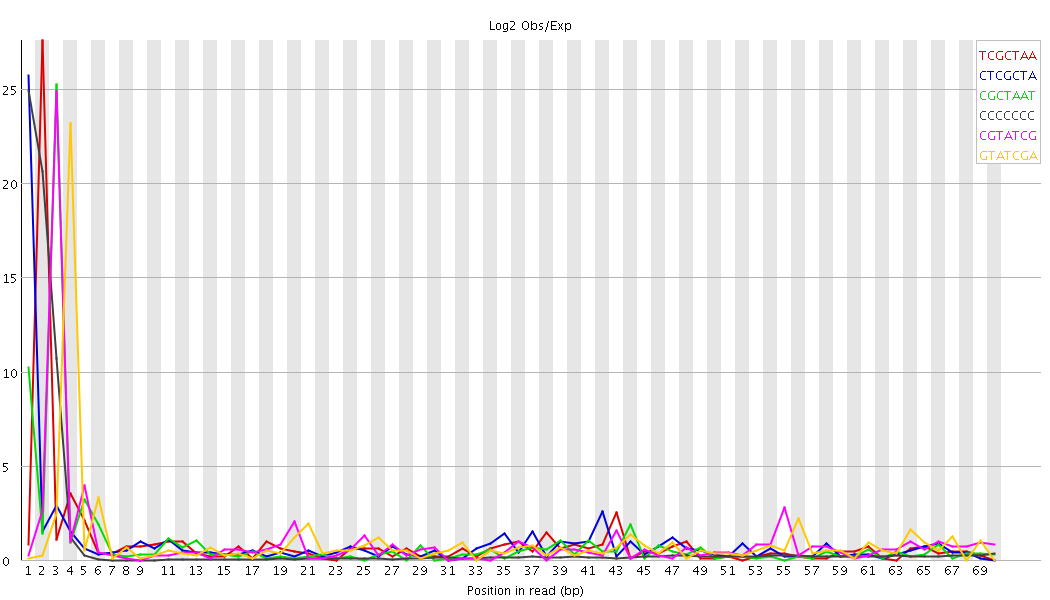 Log2 Obs/Exp
TCGCTAA
CTCGCTA
CGCTAAT
CCCCCCC
CGTATCG
GTATCGA
25
20
15
10
5
0
1 2 3 4 5 6 7 8 9 11 13 15 17 19 21 23 25 27 29 31 33 35 37 39 41 43 45 47 49 51 53 55 57 59 61 63 65 67 69
Position in read (bp)